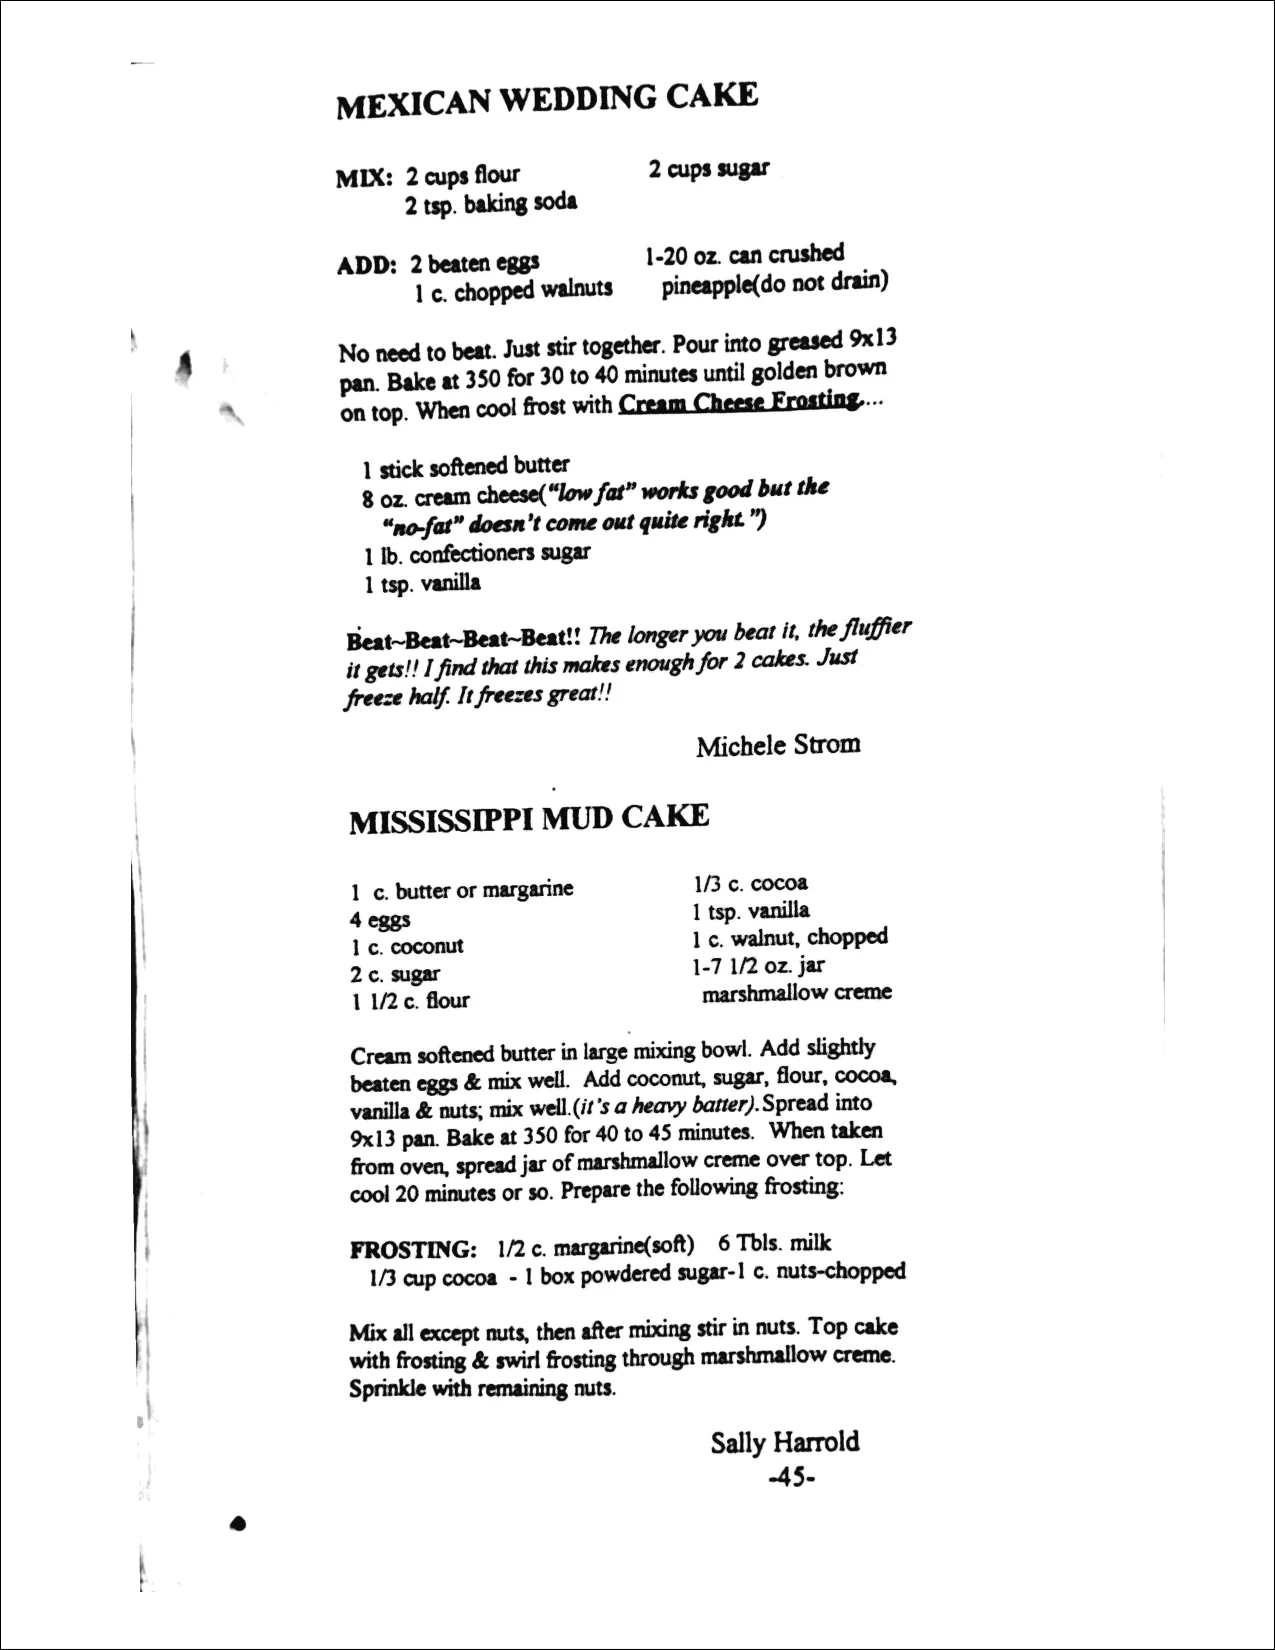 MEXICAN WEDDING CAKE
MIX: 2 cups flour 2 cups sugar
2 tsp. baking soda
ADD: 2 beaten eggs 1-20 oz. can crushed
1 c. chopped walnuts pineapple(do not drain)
No need to beat. Just stir together. Pour into greased 9x13
pan. Bake at 350 for 30 to 40 minutes until golden brown
on top. When cool frost with Cream Cheese Frosting....
1 stick softened butter
8 oz. cream cheese("low fat" works good but the
"no-fat" doesn't come out quite right.")
1 lb. confectioners sugar
1 tsp. vanilla
Beat~Beat~Beat~Beat!! The longer you beat it, the fluffier
it gets!! I find that this makes enough for 2 cakes. Just
freeze half. It freezes great!!
Michele Strom
MISSISSIPPI MUD CAKE
1 c. butter or margarine 1/3 c. cocoa
4 eggs 1 tsp. vanilla
1 c. coconut 1 c. walnut, chopped
2 c. sugar 1-7 1/2 oz. jar
1 1/2 c. flour marshmallow creme
Cream softened butter in large mixing bowl. Add slightly
beaten eggs & mix well. Add coconut, sugar, flour, cocoa,
vanilla & nuts; mix well.(it's a heavy batter).Spread into
9x13 pan. Bake at 350 for 40 to 45 minutes. When taken
from oven, spread jar of marshmallow creme over top. Let
cool 20 minutes or so. Prepare the following frosting:
FROSTING: 1/2 c. margarine(soft) 6 Tbls. milk
1/3 cup cocoa - 1 box powdered sugar-1 c. nuts-chopped
Mix all except nuts, then after mixing stir in nuts. Top cake
with frosting & swirl frosting through marshmallow creme.
Sprinkle with remaining nuts.
Sally Harrold
-45-